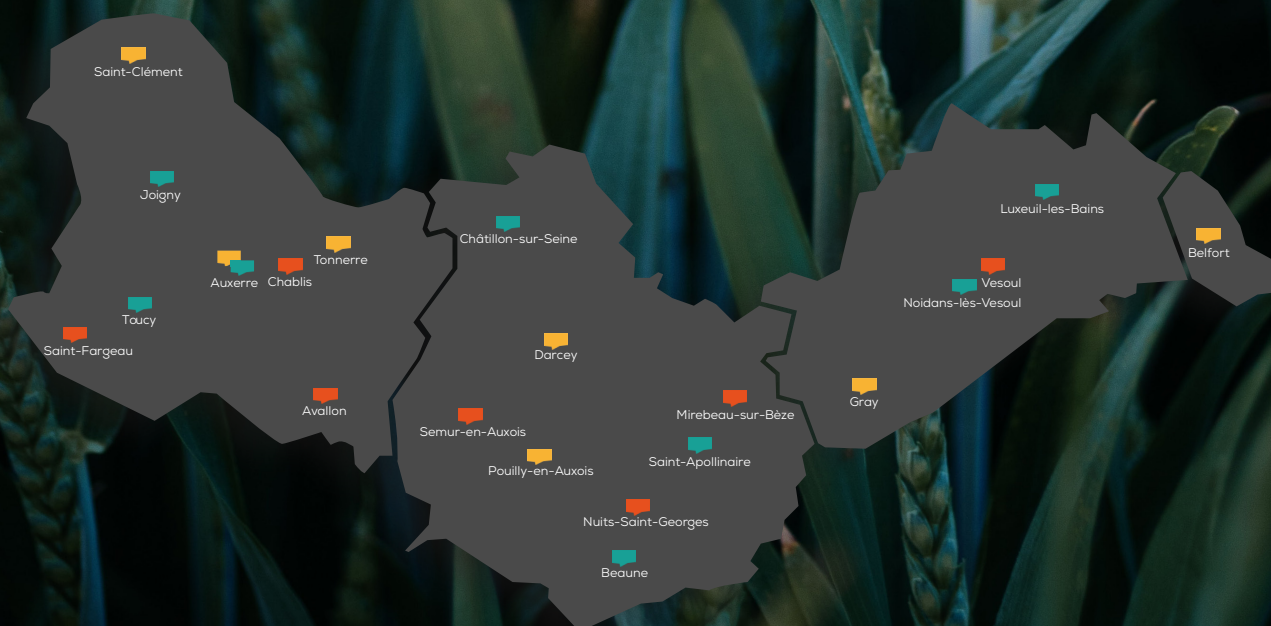 Saint-Clément
Joigny
Châtillon-sur-Seine
Luxeuil-les-Bains
Tonnerre
Belfort
Auxerre
Chablis
Vesoul
Noidans-lès-Vesoul
Toucy
Saint-Fargeau
Darcey
Gray
Avallon
Mirebeau-sur-Bèze
Semur-en-Auxois
Saint-Apollinaire
Pouilly-en-Auxois
Nuits-Saint-Georges
Beaune